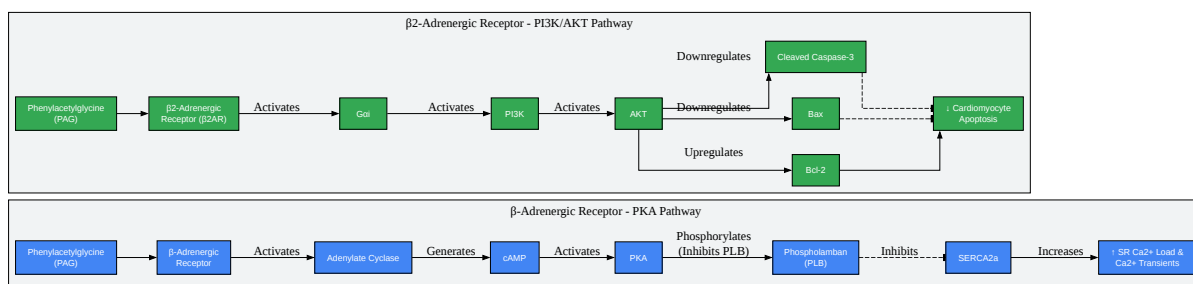 β2-Adrenergic Receptor - PI3K/AKT Pathway
Downregulates
Cleaved Caspase-3
Phenylacetylglycine
(PAG)
β2-Adrenergic
Receptor (β2AR)
Activates
Gαi
Activates
PI3K
Activates
AKT
Downregulates
Bax
↓ Cardiomyocyte
Apoptosis
Upregulates
Bcl-2
β-Adrenergic Receptor - PKA Pathway
Phenylacetylglycine
(PAG)
β-Adrenergic
Receptor
Activates
Adenylate Cyclase
Generates
cAMP
Activates
PKA
Phosphorylates
(Inhibits PLB)
Phospholamban
(PLB)
Inhibits
SERCA2a
Increases
↑ SR Ca2+ Load &
Ca2+ Transients